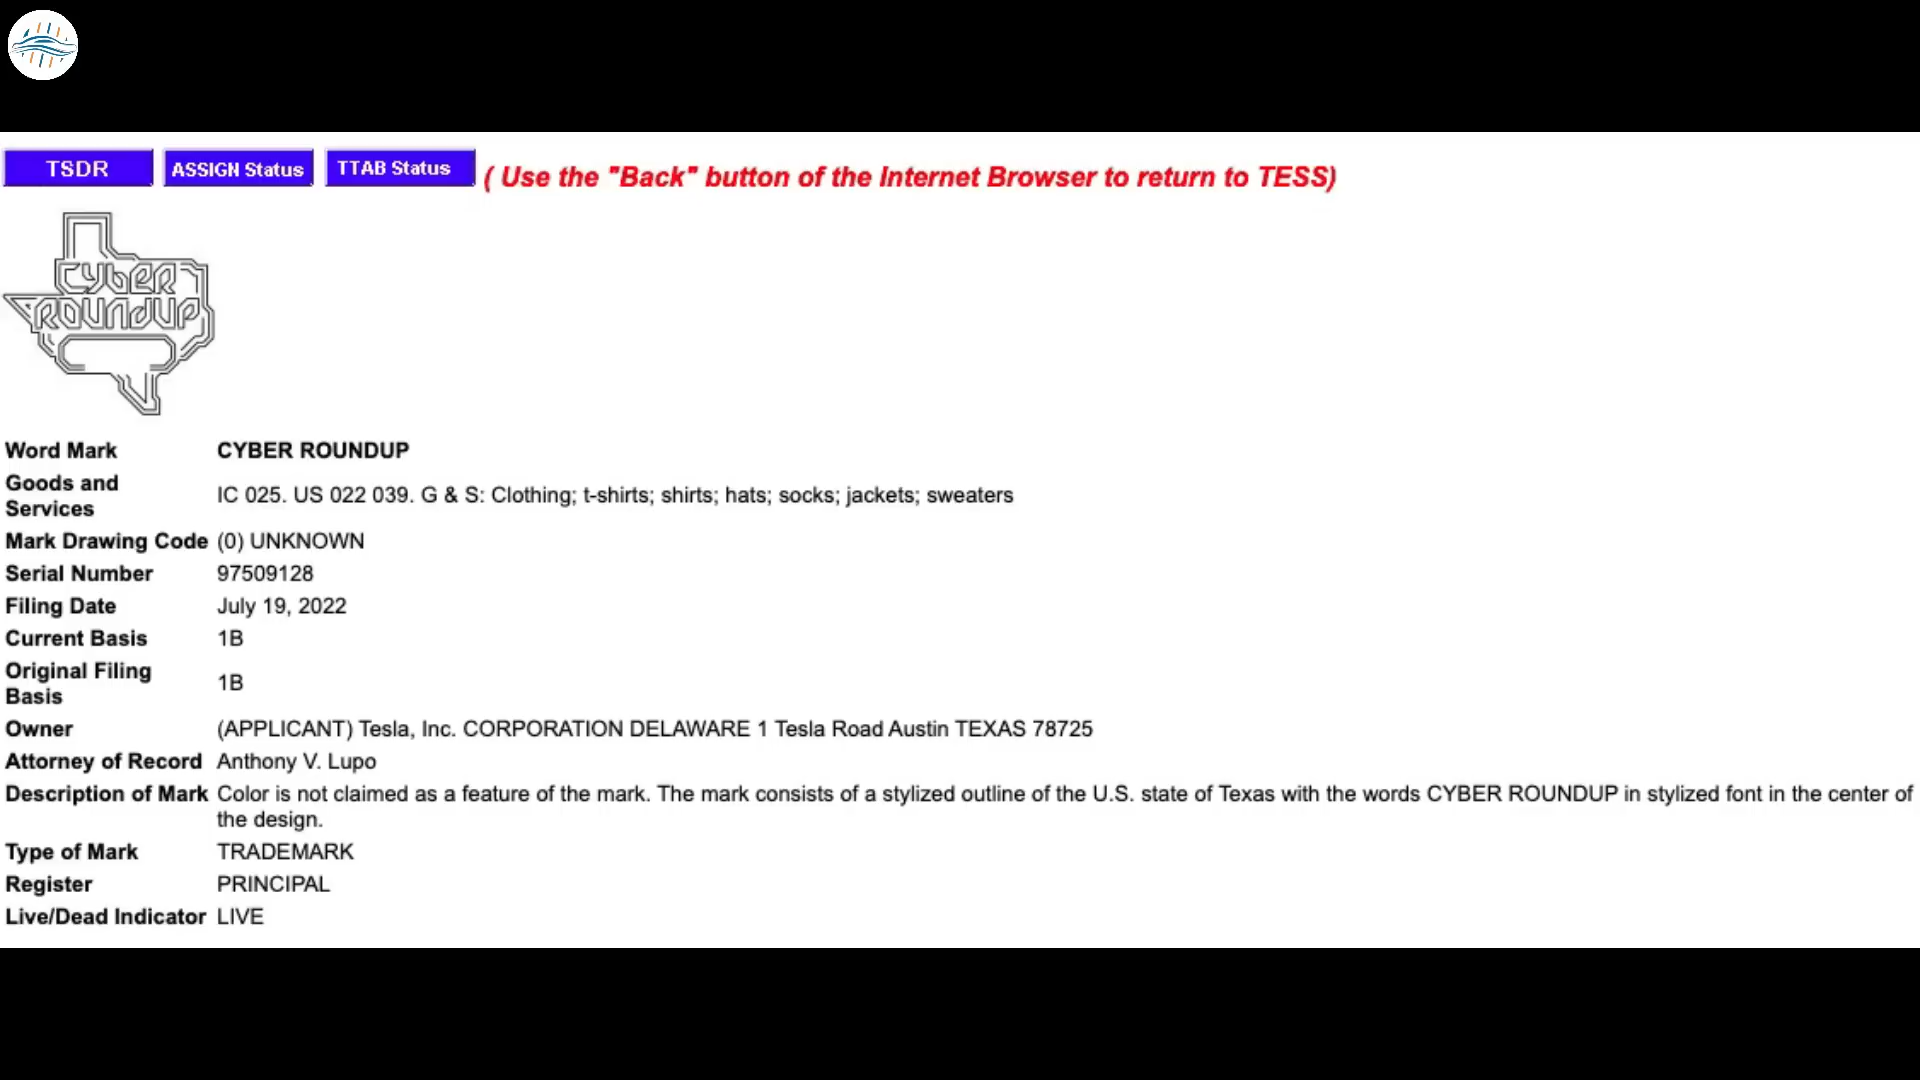 TSDR ASSIGN Status TTAB Status ( Use the "Back" button of the Internet Browser to return to TESS)
CYBER
ROUNDUP
Word Mark CYBER ROUNDUP
Goods and
Services
IC 025. US 022 039. G & S: Clothing; t-shirts; shirts; hats; socks; jackets; sweaters
Mark Drawing Code (0) UNKNOWN
Serial Number 97509128
Filing Date July 19, 2022
Current Basis 1B
Original Filing
Basis
1B
Owner (APPLICANT) Tesla, Inc. CORPORATION DELAWARE 1 Tesla Road Austin TEXAS 78725
Attorney of Record Anthony V. Lupo
Description of Mark Color is not claimed as a feature of the mark. The mark consists of a stylized outline of the U.S. state of Texas with the words CYBER ROUNDUP in stylized font in the center of
the design.
Type of Mark TRADEMARK
Register PRINCIPAL
Live/Dead Indicator LIVE